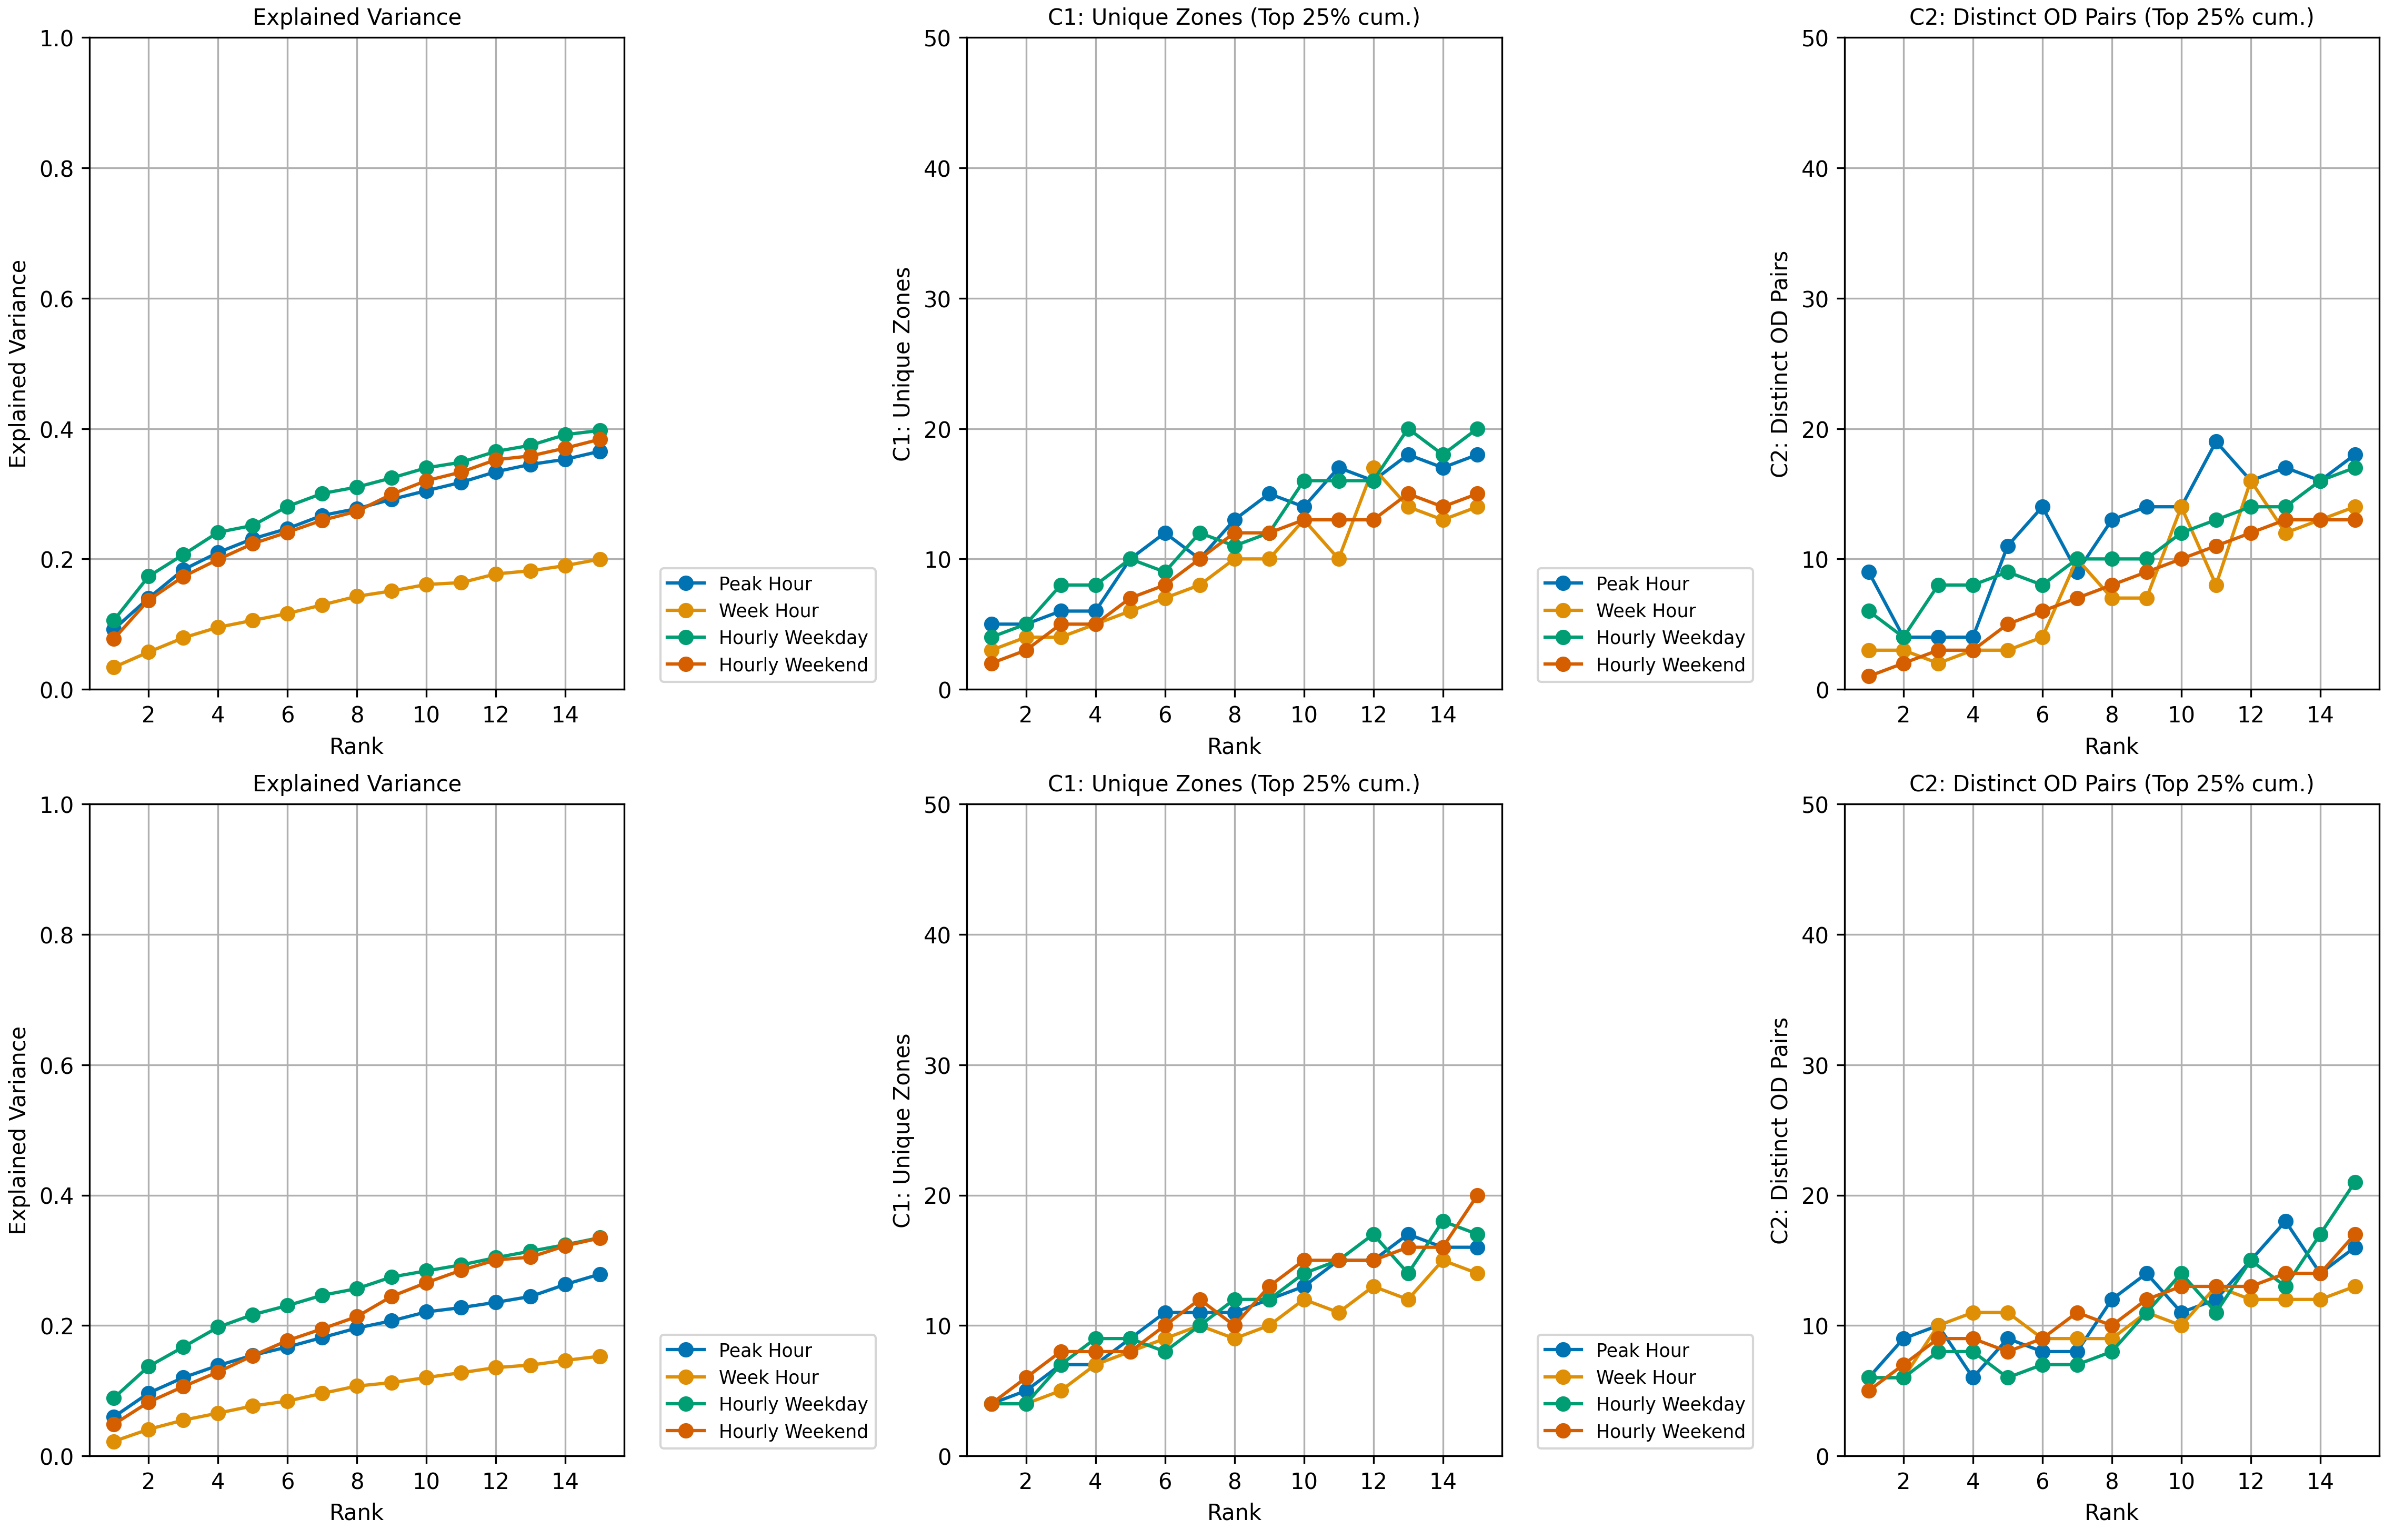 Explained Variance
1.0
0.8
0.6
0.4
0.2
0.0
Explained Variance
2 4 6 8 10 12 14
Rank
Peak Hour
Week Hour
Hourly Weekday
Hourly Weekend
C1: Unique Zones (Top 25% cum.)
50
40
30
20
10
0
C1: Unique Zones
2 4 6 8 10 12 14
Rank
Peak Hour
Week Hour
Hourly Weekday
Hourly Weekend
C2: Distinct OD Pairs (Top 25% cum.)
50
40
30
20
10
0
C2: Distinct OD Pairs
2 4 6 8 10 12 14
Rank
Explained Variance
1.0
0.8
0.6
0.4
0.2
0.0
Explained Variance
2 4 6 8 10 12 14
Rank
Peak Hour
Week Hour
Hourly Weekday
Hourly Weekend
C1: Unique Zones (Top 25% cum.)
50
40
30
20
10
0
C1: Unique Zones
2 4 6 8 10 12 14
Rank
Peak Hour
Week Hour
Hourly Weekday
Hourly Weekend
C2: Distinct OD Pairs (Top 25% cum.)
50
40
30
20
10
0
C2: Distinct OD Pairs
2 4 6 8 10 12 14
Rank